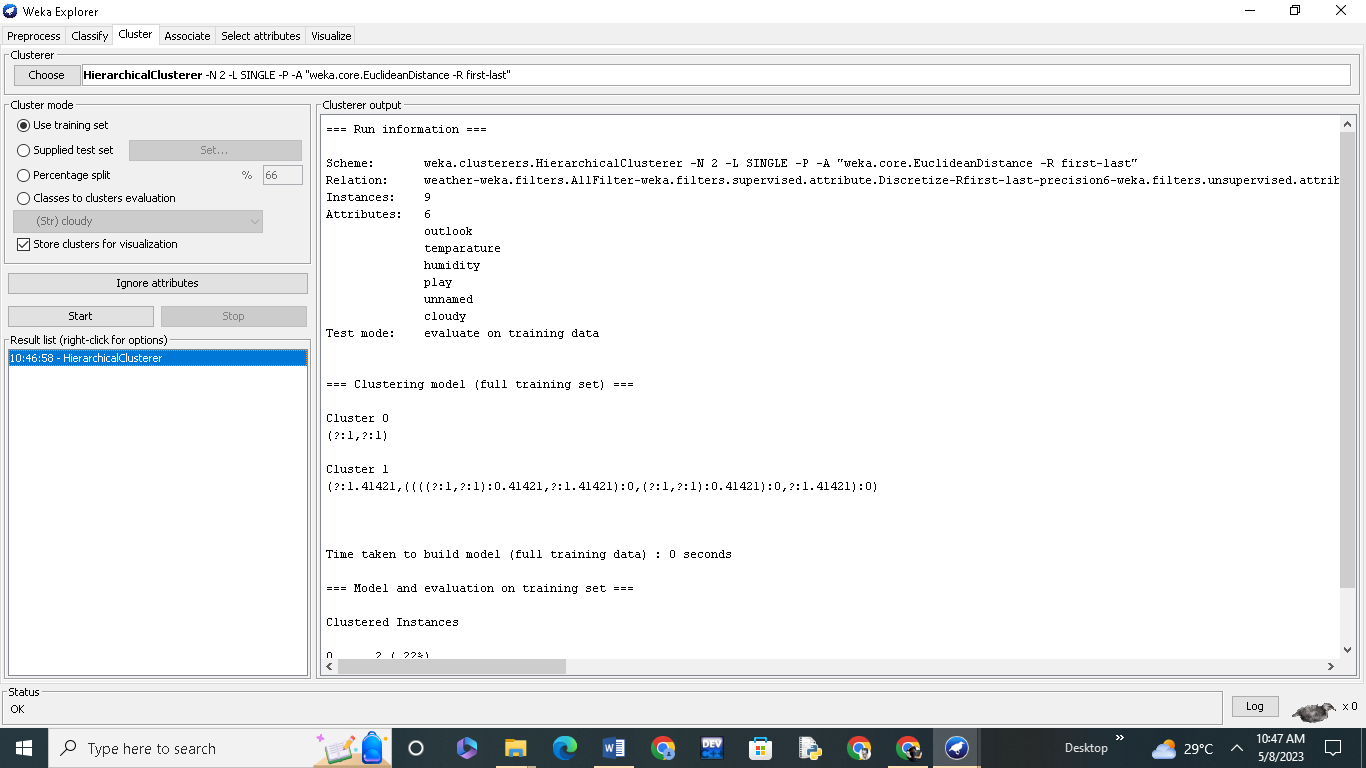 Weka Explorer
Preprocess Classify Cluster Associate Select attributes Visualize
Clusterer
Choose HierarchicalClusterer -N 2 -L SINGLE -P -A "weka.core.EuclideanDistance -R first-last"
Cluster mode
Use training set
Supplied test set Set...
Percentage split % 66
Classes to clusters evaluation
(Str) cloudy
Store clusters for visualization
Ignore attributes
Start Stop
Result list (right-click for options)
10:46:58 - HierarchicalClusterer
Clusterer output
=== Run information ===
Scheme: weka.clusterers.HierarchicalClusterer -N 2 -L SINGLE -P -A "weka.core.EuclideanDistance -R first-last"
Relation: weather-weka.filters.AllFilter-weka.filters.supervised.attribute.Discretize-Rfirst-last-precision6-weka.filters.unsupervised.attrib
Instances: 9
Attributes: 6
outlook
temparature
humidity
play
unnamed
cloudy
Test mode: evaluate on training data
=== Clustering model (full training set) ===
Cluster 0
(?:1,?:1)
Cluster 1
(?:1.41421,((((?:1,?:1):0.41421,?:1.41421):0,(?:1,?:1):0.41421):0,?:1.41421):0)
Time taken to build model (full training data) : 0 seconds
=== Model and evaluation on training set ===
Clustered Instances
0 2 ( 22%)
Status
OK
Log x 0
Type here to search
DEV
Desktop
29°C
10:47 AM
5/8/2023